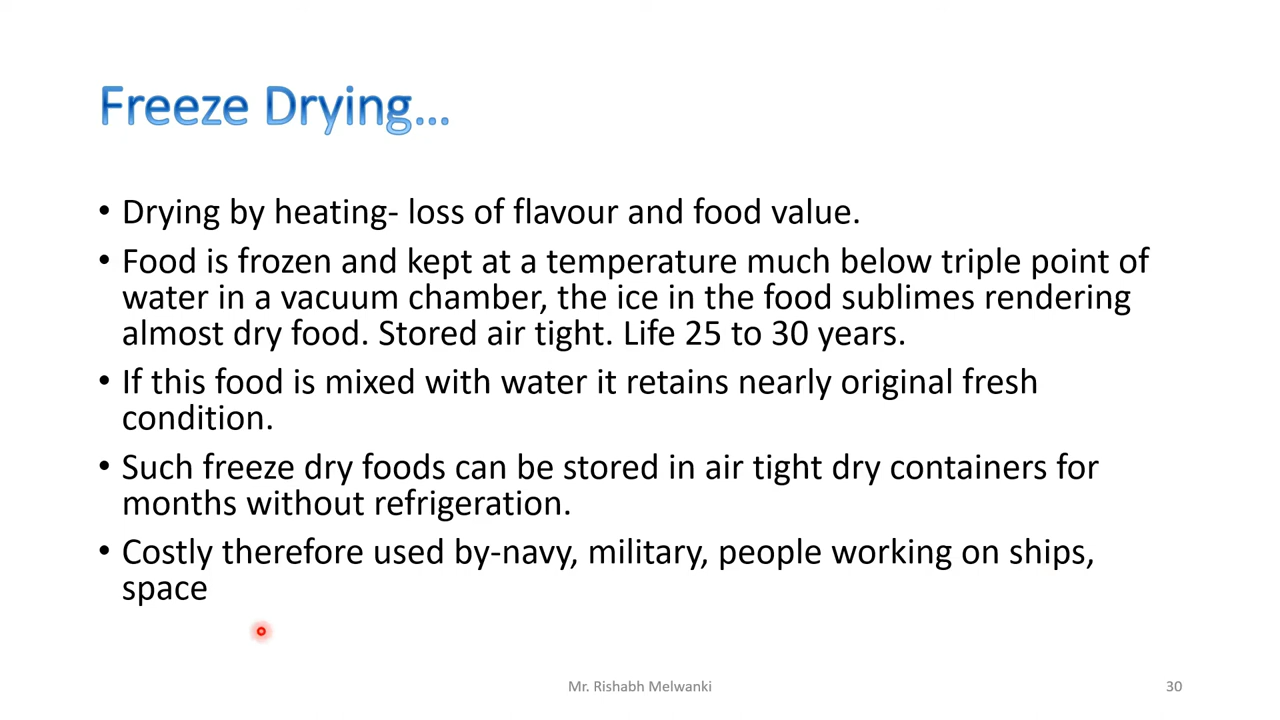 Freeze Drying...
• Drying by heating- loss of flavour and food value.
• Food is frozen and kept at a temperature much below triple point of
water in a vacuum chamber, the ice in the food sublimes rendering
almost dry food. Stored air tight. Life 25 to 30 years.
• If this food is mixed with water it retains nearly original fresh
condition.
• Such freeze dry foods can be stored in air tight dry containers for
months without refrigeration.
• Costly therefore used by-navy, military, people working on ships,
space
Mr. Rishabh Melwanki
30